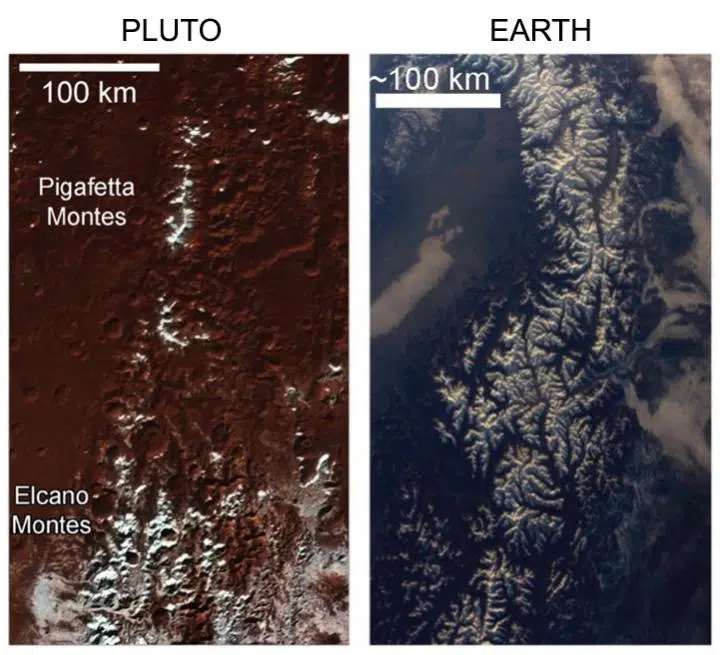 PLUTO
EARTH
100 km
~100 km
Pigafetta
Montes
Elcano
Montes